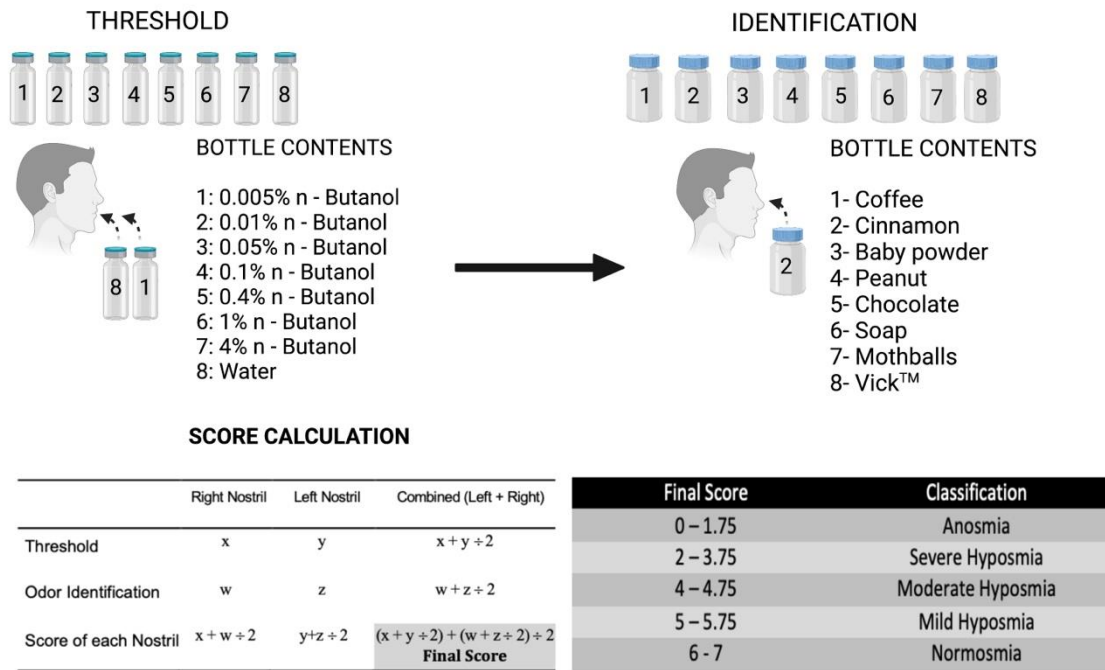 THRESHOLD
1 2 3 4 5 6 7 8
BOTTLE CONTENTS
1: 0.005% n - Butanol
2: 0.01% n - Butanol
3: 0.05% n - Butanol
4: 0.1% n - Butanol
5: 0.4% n - Butanol
6: 1% n - Butanol
7: 4% n - Butanol
8: Water
8 1
IDENTIFICATION
1 2 3 4 5 6 7 8
BOTTLE CONTENTS
1- Coffee
2- Cinnamon
3- Baby powder
4- Peanut
5- Chocolate
6- Soap
7- Mothballs
8- Vick™
2
SCORE CALCULATION
Right Nostril Left Nostril Combined (Left + Right)
Threshold x y x + y ÷2
Odor Identification w z w + z ÷ 2
Score of each Nostril x + w ÷ 2 y+z ÷ 2 (x + y ÷2) + (w + z ÷ 2) ÷ 2
Final Score
Final Score Classification
0 – 1.75 Anosmia
2 – 3.75 Severe Hyposmia
4 – 4.75 Moderate Hyposmia
5 – 5.75 Mild Hyposmia
6 - 7 Normosmia